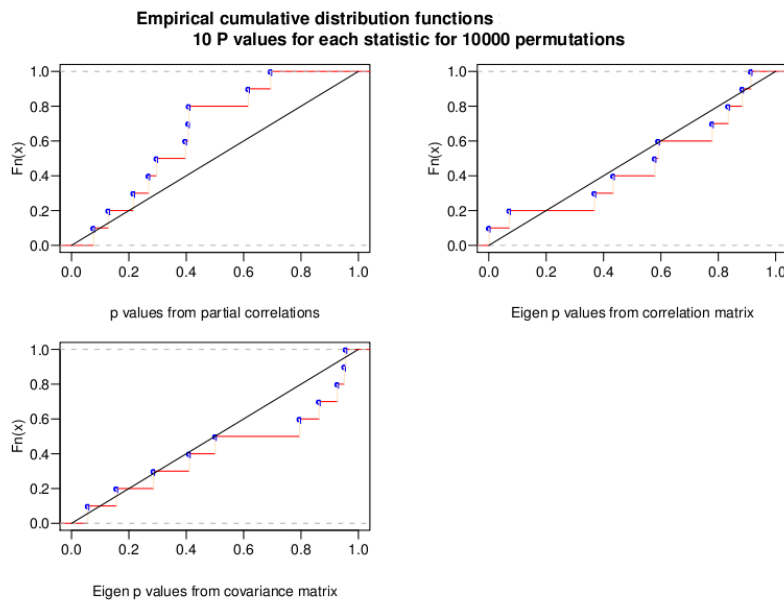 Empirical cumulative distribution functions
10 P values for each statistic for 10000 permutations
1.0
0.8
0.6
0.4
0.2
0.0
Fn(x)
0.0 0.2 0.4 0.6 0.8 1.0
p values from partial correlations
1.0
0.8
0.6
0.4
0.2
0.0
Fn(x)
0.0 0.2 0.4 0.6 0.8 1.0
Eigen p values from correlation matrix
1.0
0.8
0.6
0.4
0.2
0.0
Fn(x)
0.0 0.2 0.4 0.6 0.8 1.0
Eigen p values from covariance matrix